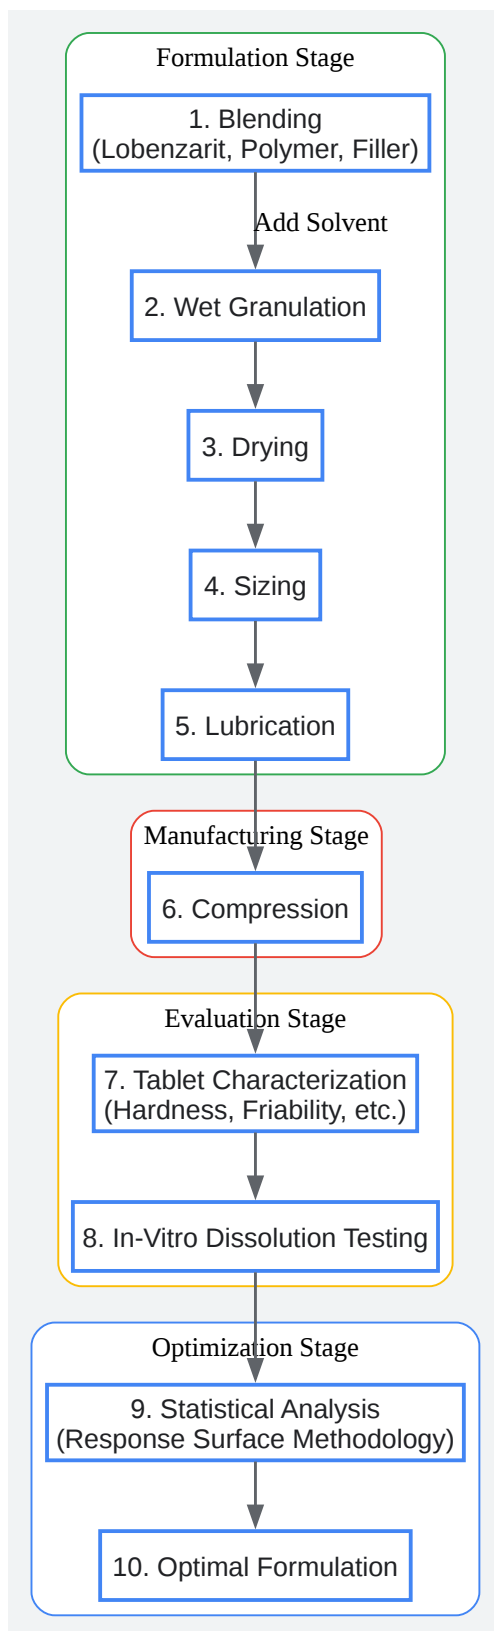 Formulation Stage
1. Blending
(Lobenzarit, Polymer, Filler)
Add Solvent
2. Wet Granulation
3. Drying
4. Sizing
5. Lubrication
Manufacturing Stage
6. Compression
Evaluation Stage
7. Tablet Characterization
(Hardness, Friability, etc.)
8. In-Vitro Dissolution Testing
Optimization Stage
9. Statistical Analysis
(Response Surface Methodology)
10. Optimal Formulation